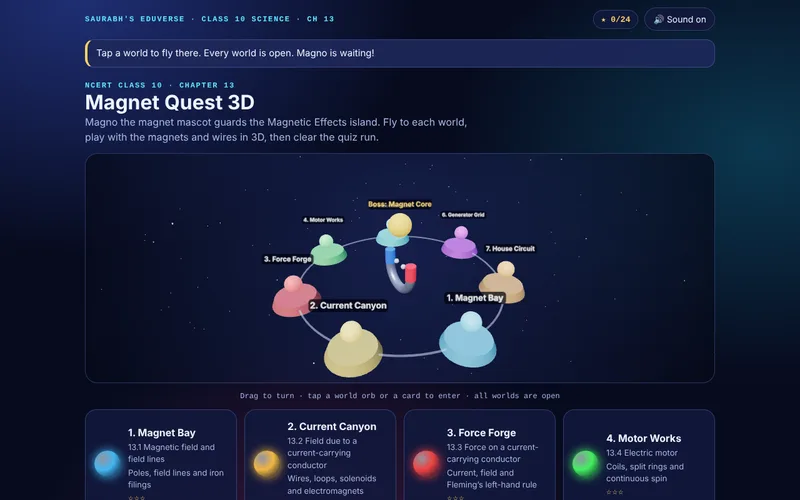 SAURABH'S EDUVERSE · CLASS 10 SCIENCE · CH 13
★ 0/24
🔊 Sound on
Tap a world to fly there. Every world is open. Magno is waiting!
NCERT CLASS 10 · CHAPTER 13
Magnet Quest 3D
Magno the magnet mascot guards the Magnetic Effects island. Fly to each world,
play with the magnets and wires in 3D, then clear the quiz run.
Boss: Magnet Core
4. Motor Works
6. Generator Grid
7. House Circuit
3. Force Forge
2. Current Canyon
1. Magnet Bay
Drag to turn · tap a world orb or a card to enter · all worlds are open
1. Magnet Bay
13.1 Magnetic field and
field lines
Poles, field lines and iron
filings
☆☆☆
2. Current Canyon
13.2 Field due to a
current-carrying
conductor
Wires, loops, solenoids
and electromagnets
3. Force Forge
13.3 Force on a current-
carrying conductor
Current, field and
Fleming's left-hand rule
☆☆☆
4. Motor Works
13.4 Electric motor
Coils, split rings and
continuous spin
☆☆☆